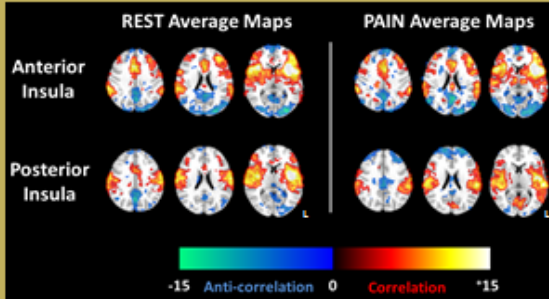 REST Average Maps
PAIN Average Maps
Anterior
Insula
Posterior
Insula
L
L
-15 Anti-correlation 0 Correlation +15